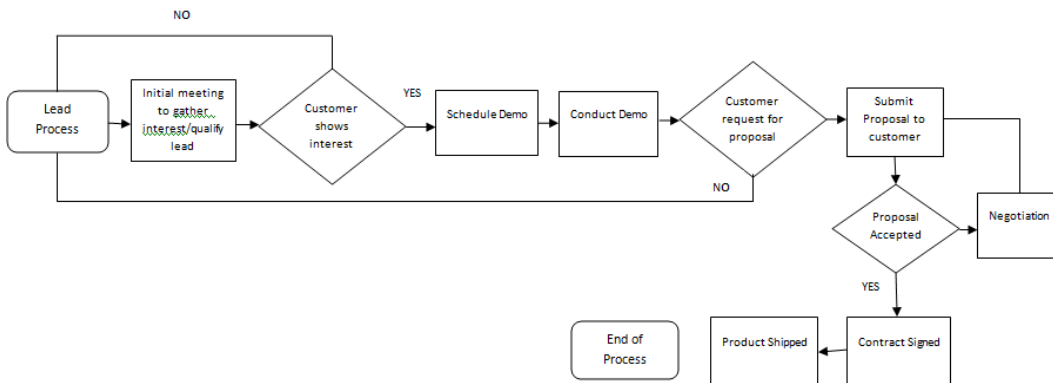 NO
Lead
Process
Initial meeting
to gather
interest/qualify
lead
Customer
shows
interest
YES
Schedule Demo
Conduct Demo
Customer
request for
proposal
NO
Submit
Proposal to
customer
Proposal
Accepted
Negotiation
YES
Contract Signed
Product Shipped
End of
Process